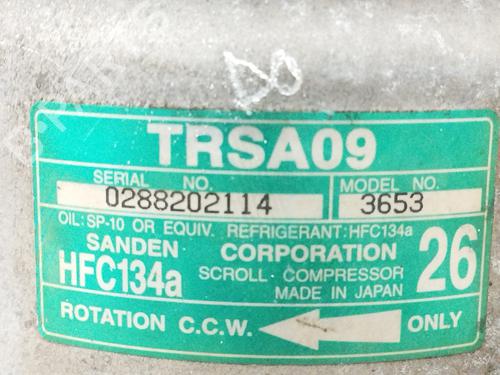 DO
TRSA09
SERIAL NO.
0288202114
MODEL NO.
3653
OIL: SP-10 OR EQUIV. REFRIGERANT: HFC134a
SANDEN CORPORATION
HFC134a
SCROLL COMPRESSOR
MADE IN JAPAN
26
ROTATION C.C.W. ONLY